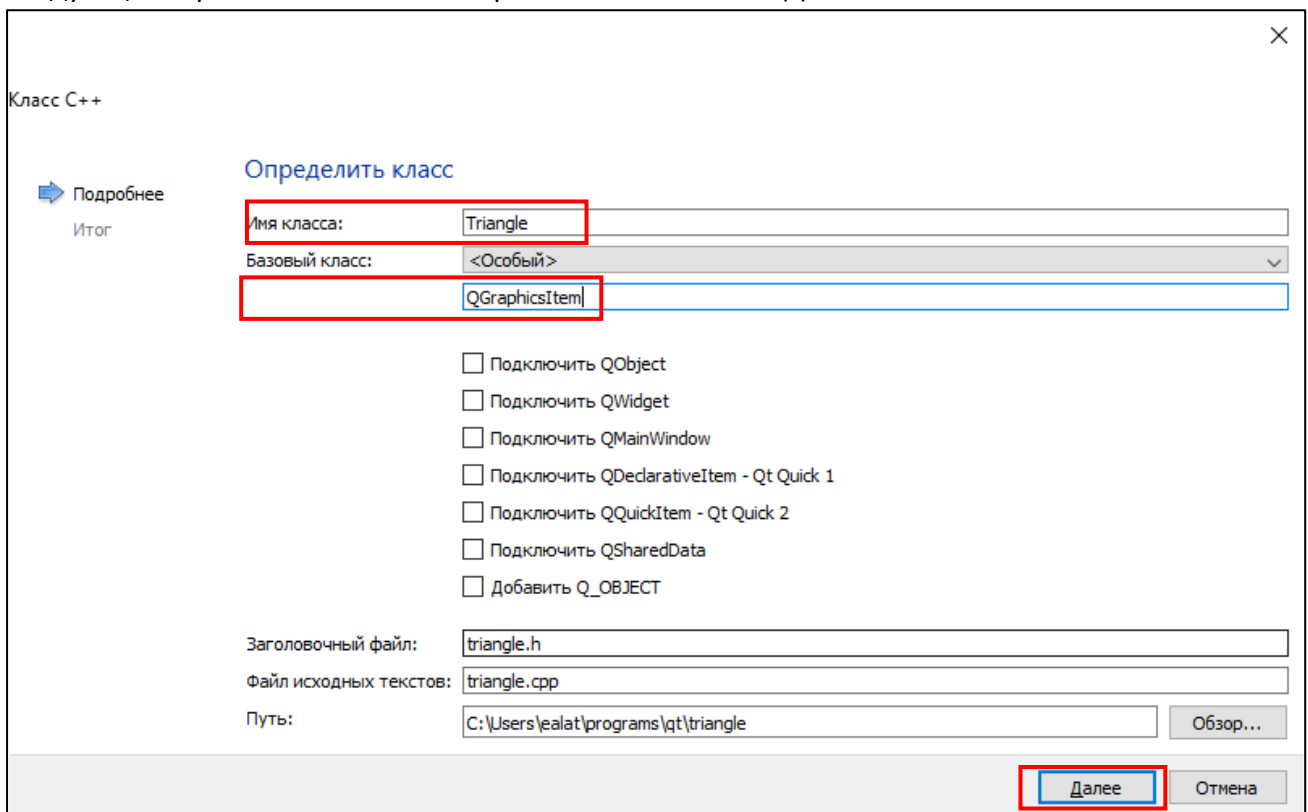 Класс C++
Определить класс
Подробнее
Итог
Имя класса: Triangle
Базовый класс: <Особый>
QGraphicsItem
Подключить QObject
Подключить QWidget
Подключить QMainWindow
Подключить QDeclarativeItem - Qt Quick 1
Подключить QQuickItem - Qt Quick 2
Подключить QSharedData
Добавить Q_OBJECT
Заголовочный файл: triangle.h
Файл исходных текстов: triangle.cpp
Путь: C:\Users\ealat\programs\qt\triangle Обзор...
Далее Отмена